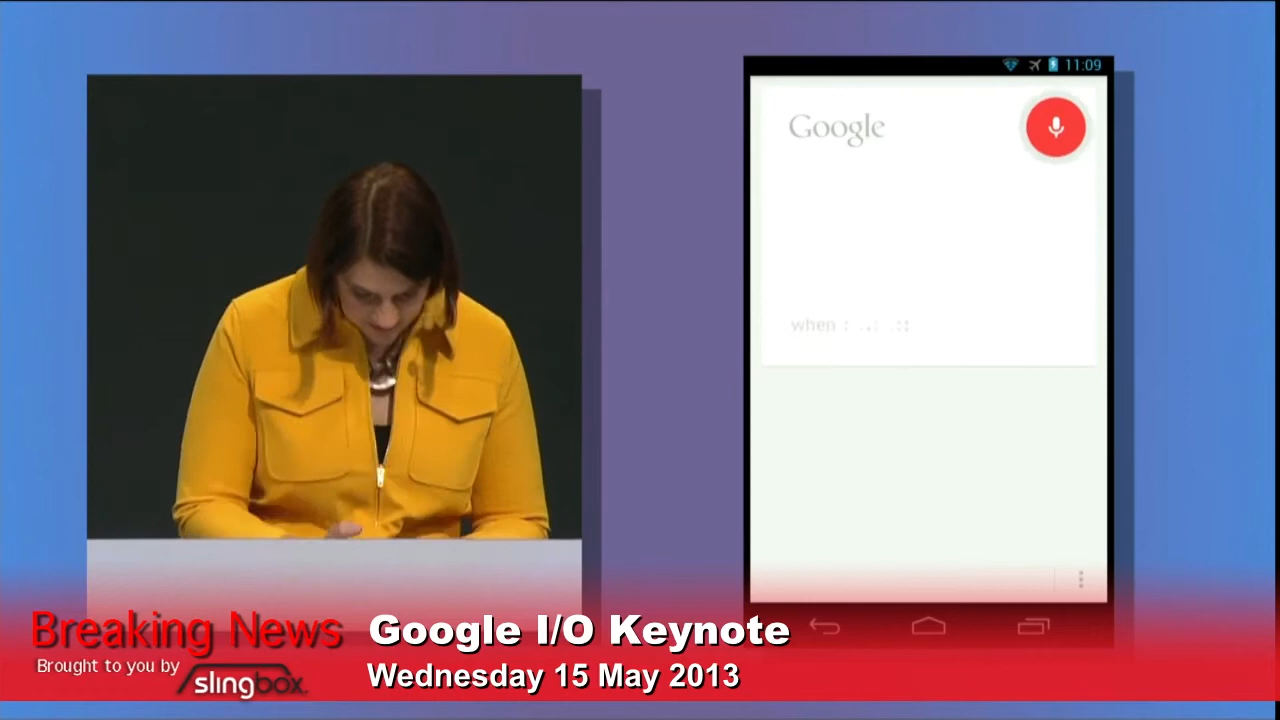 11:09
Google
when
Breaking News
Google I/O Keynote
Brought to you by
slingbox
Wednesday 15 May 2013